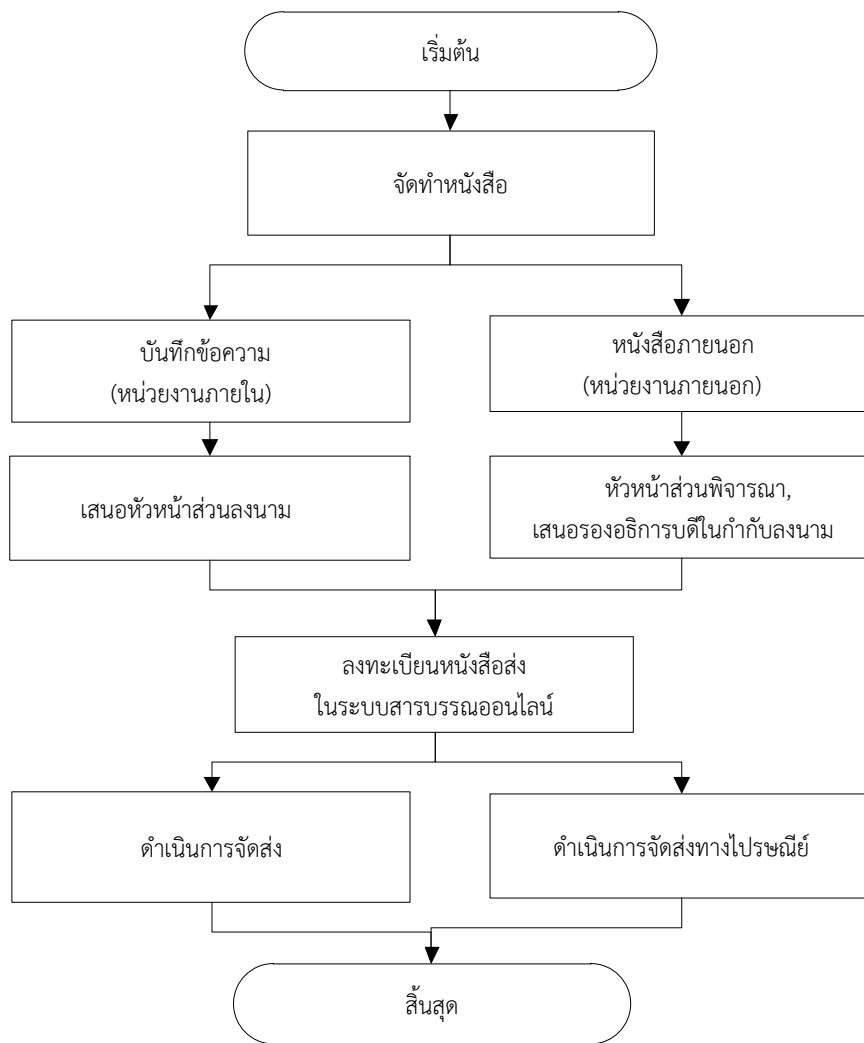 เริ่มต้น
จัดทำหนังสือ
บันทึกข้อความ
(หน่วยงานภายใน)
หนังสือภายนอก
(หน่วยงานภายนอก)
เสนอหัวหน้าส่วนลงนาม
หัวหน้าส่วนพิจารณา,
เสนอรองอธิการบดีในกำกับลงนาม
ลงทะเบียนหนังสือส่ง
ในระบบสารบรรณออนไลน์
ดำเนินการจัดส่ง
ดำเนินการจัดส่งทางไปรษณีย์
สิ้นสุด